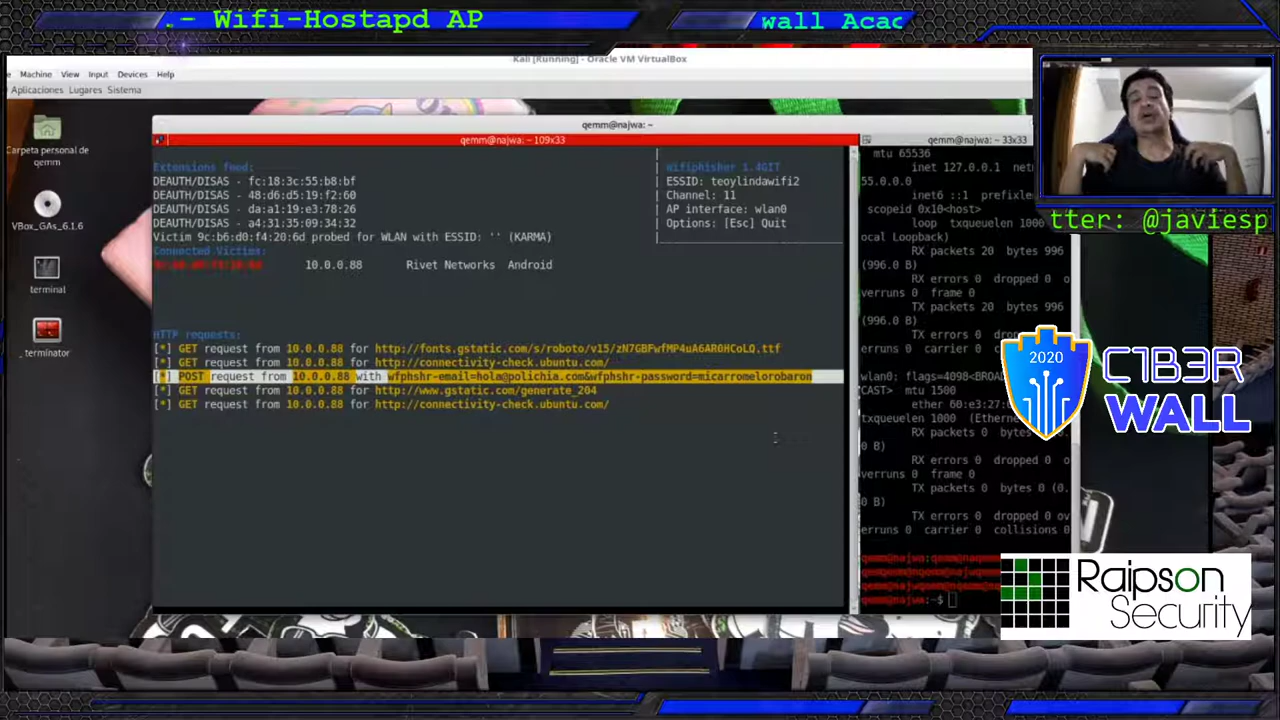 .- Wifi-Hostapd AP
wall Acac
Kali [Running] - Oracle VM VirtualBox
e Machine View Input Devices Help
Aplicaciones Lugares Sistema
Carpeta personal de
qemm
VBox_GAs_6.1.6
terminal
terminator
qemm@najwa: ~
qemm@najwa: ~ 109x33
Extensions feed:
DEAUTH/DISAS - fc:18:3c:55:b8:bf
DEAUTH/DISAS - 48:d6:d5:19:f2:60
DEAUTH/DISAS - da:a1:19:e3:78:26
DEAUTH/DISAS - a4:31:35:09:34:32
Victim 9c:b6:d0:f4:20:6d probed for WLAN with ESSID: '' (KARMA)
Connected Victims:
10.0.0.88 Rivet Networks Android
| wifiphisher 1.4GIT
| ESSID: teoylindawifi2
| Channel: 11
| AP interface: wlan0
| Options: [Esc] Quit
HTTP requests:
[*] GET request from 10.0.0.88 for http://fonts.gstatic.com/s/roboto/v15/zN7GBFwfMP4uA6AR0HCoLQ.ttf
[*] GET request from 10.0.0.88 for http://connectivity-check.ubuntu.com/
[*] POST request from 10.0.0.88 with wfphshr-email=hola@polichia.com&wfphshr-password=micarromelorobaron
[*] GET request from 10.0.0.88 for http://www.gstatic.com/generate_204
[*] GET request from 10.0.0.88 for http://connectivity-check.ubuntu.com/
qemm@najwa: ~ 33x33
mtu 65536
inet 127.0.0.1 net
55.0.0.0
inet6 ::1 prefixle
scopeid 0x10<host>
loop txqueuelen 1000
ocal Loopback)
RX packets 20 bytes 996
(996.0 B)
RX errors 0 dropped 0
verruns 0 frame 0
TX packets 20 bytes 996
(996.0 B)
TX errors 0 dropped 0
erruns 0 carrier 0
wlan0: flags=4098<BROAD
CAST> mtu 1500
ether 60:e3:27:
txqueuelen 1000 (Etherne
RX packets 0 bytes
0 B)
RX errors 0 dropped 0
verruns 0 frame 0
TX packets 0 bytes 0 (0.
0 B)
TX errors 0 dropped 0 ov
erruns 0 carrier 0 collisions 0
qemm@najwa:~$
tter: @javiesp
2020
C1B3R
WALL
Raipson
Security